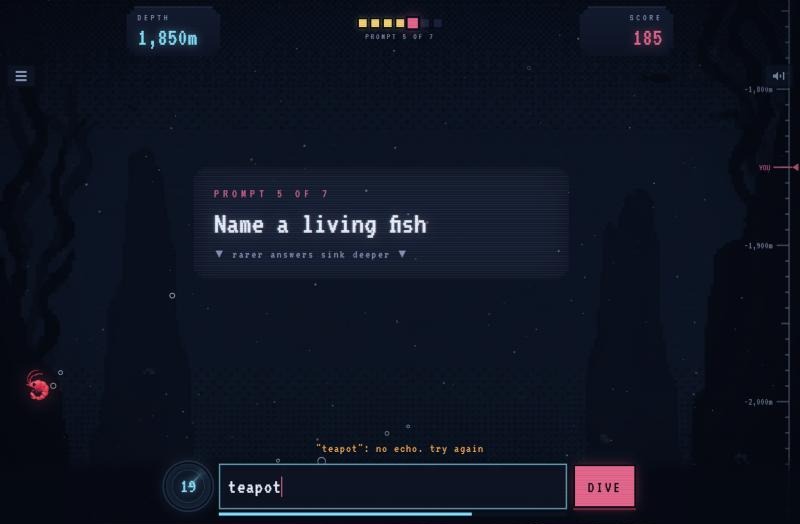 DEPTH
1,850m
PROMPT 5 OF 7
SCORE
185
-1,800m
YOU
PROMPT 5 OF 7
Name a living fish
▼ rarer answers sink deeper ▼
-1,900m
-2,000m
"teapot": no echo. try again
19
teapot
DIVE